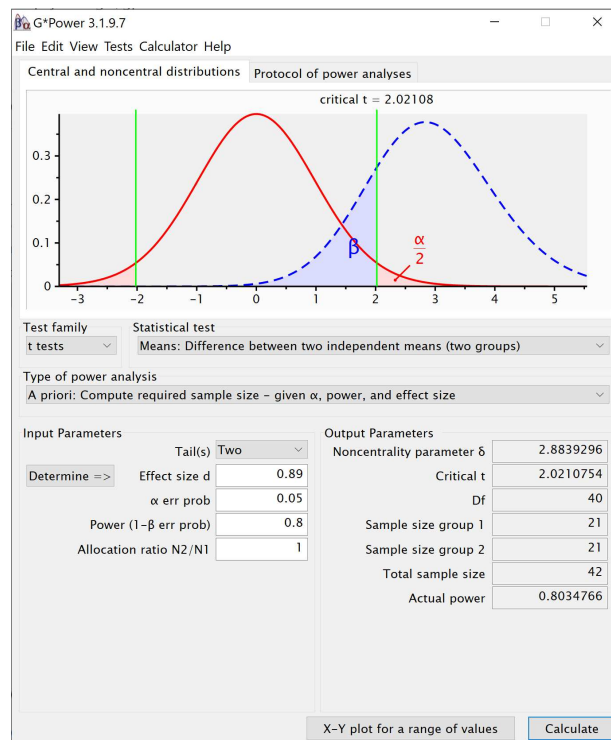 βα G*Power 3.1.9.7
File Edit View Tests Calculator Help
Central and noncentral distributions Protocol of power analyses
critical t = 2.02108
0.3
0.2
0.1
0
β
α
2
-3 -2 -1 0 1 2 3 4 5
Test family Statistical test
t tests Means: Difference between two independent means (two groups)
Type of power analysis
A priori: Compute required sample size – given α, power, and effect size
Input Parameters Output Parameters
Tail(s) Two Noncentrality parameter δ 2.8839296
Determine => Effect size d 0.89 Critical t 2.0210754
α err prob 0.05 Df 40
Power (1-β err prob) 0.8 Sample size group 1 21
Allocation ratio N2/N1 1 Sample size group 2 21
Total sample size 42
Actual power 0.8034766
X-Y plot for a range of values Calculate